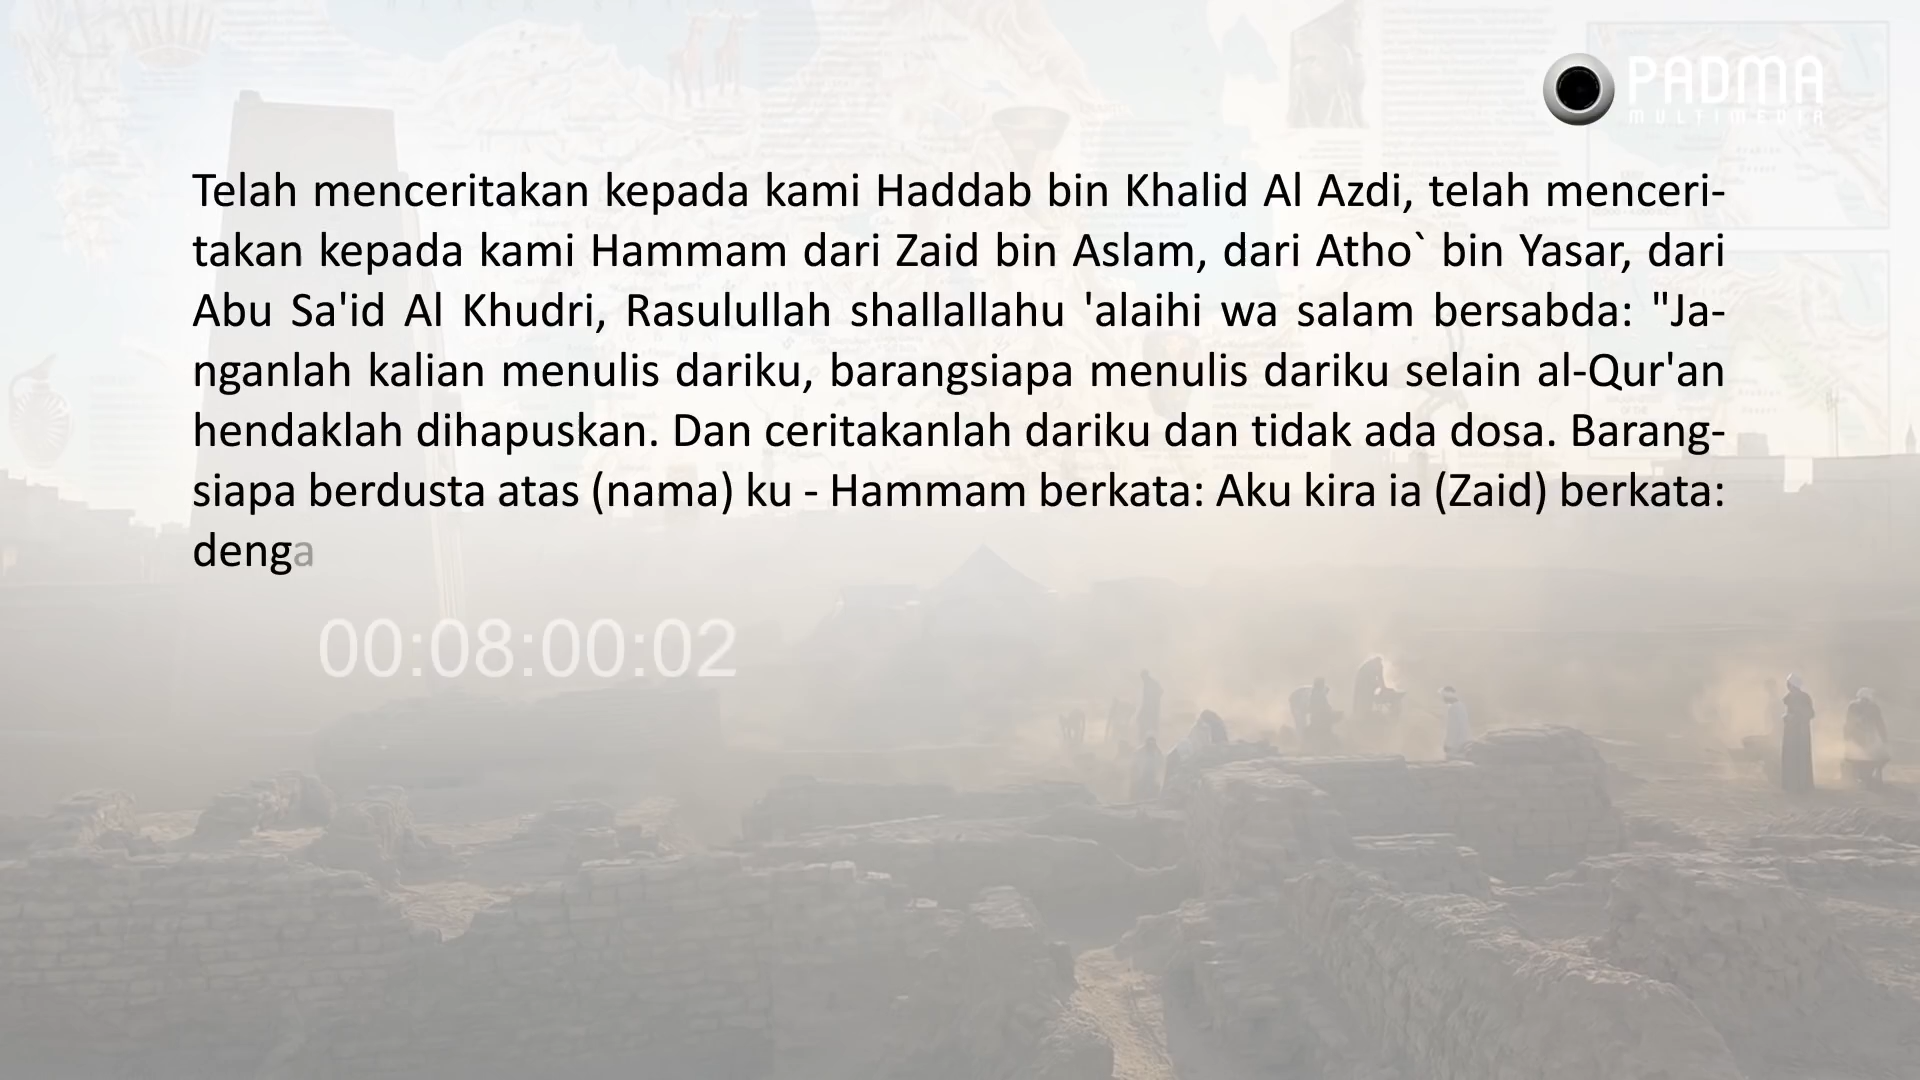 PADMA
MULTIMEDIA
Telah menceritakan kepada kami Haddab bin Khalid Al Azdi, telah menceri-
takan kepada kami Hammam dari Zaid bin Aslam, dari Atho` bin Yasar, dari
Abu Sa'id Al Khudri, Rasulullah shallallahu 'alaihi wa salam bersabda: "Ja-
nganlah kalian menulis dariku, barangsiapa menulis dariku selain al-Qur'an
hendaklah dihapuskan. Dan ceritakanlah dariku dan tidak ada dosa. Barang-
siapa berdusta atas (nama) ku - Hammam berkata: Aku kira ia (Zaid) berkata:
denga
00:08:00:02